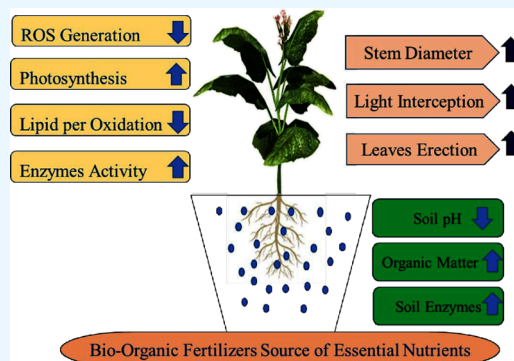 ROS Generation
Photosynthesis
Lipid per Oxidation
Enzymes Activity
Stem Diameter
Light Interception
Leaves Erection
Soil pH
Organic Matter
Soil Enzymes
Bio-Organic Fertilizers Source of Essential Nutrients